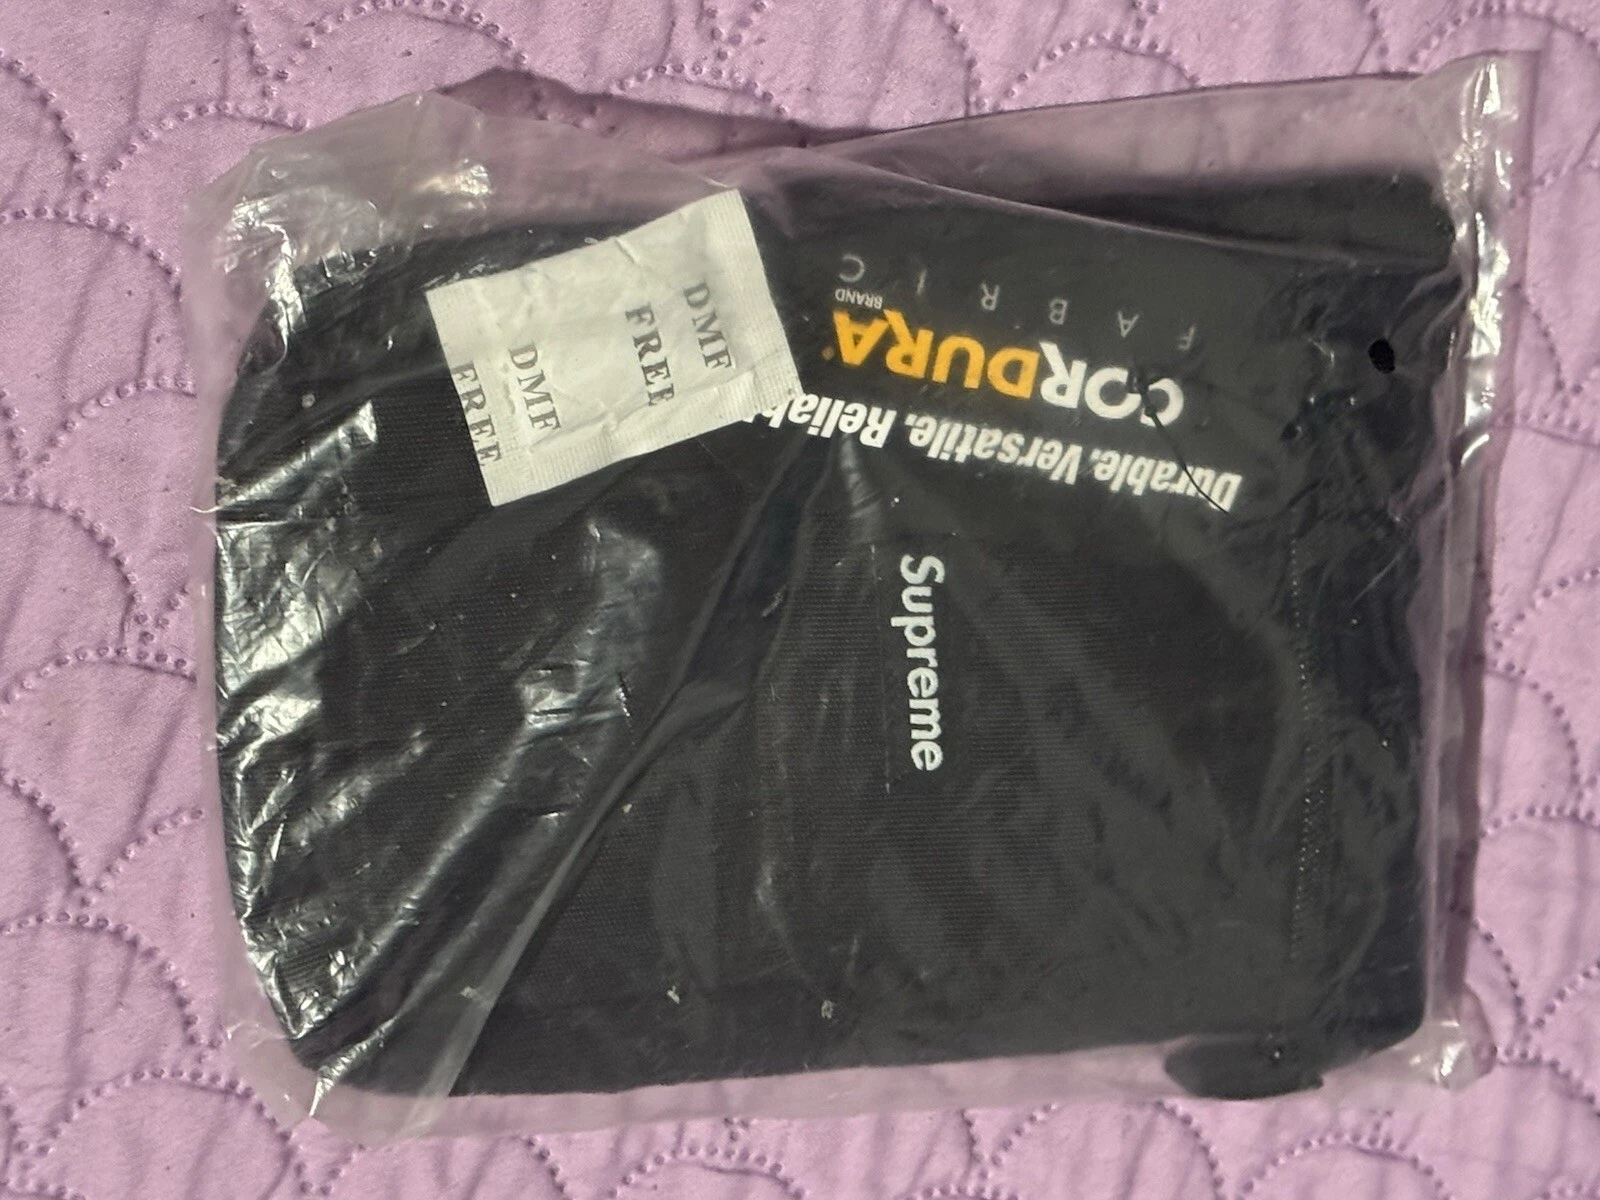 DMF
FREE
DMF
FREE
CORDURA®
BRAND
FABRIC
Durable. Versatile. Reliab
Supreme